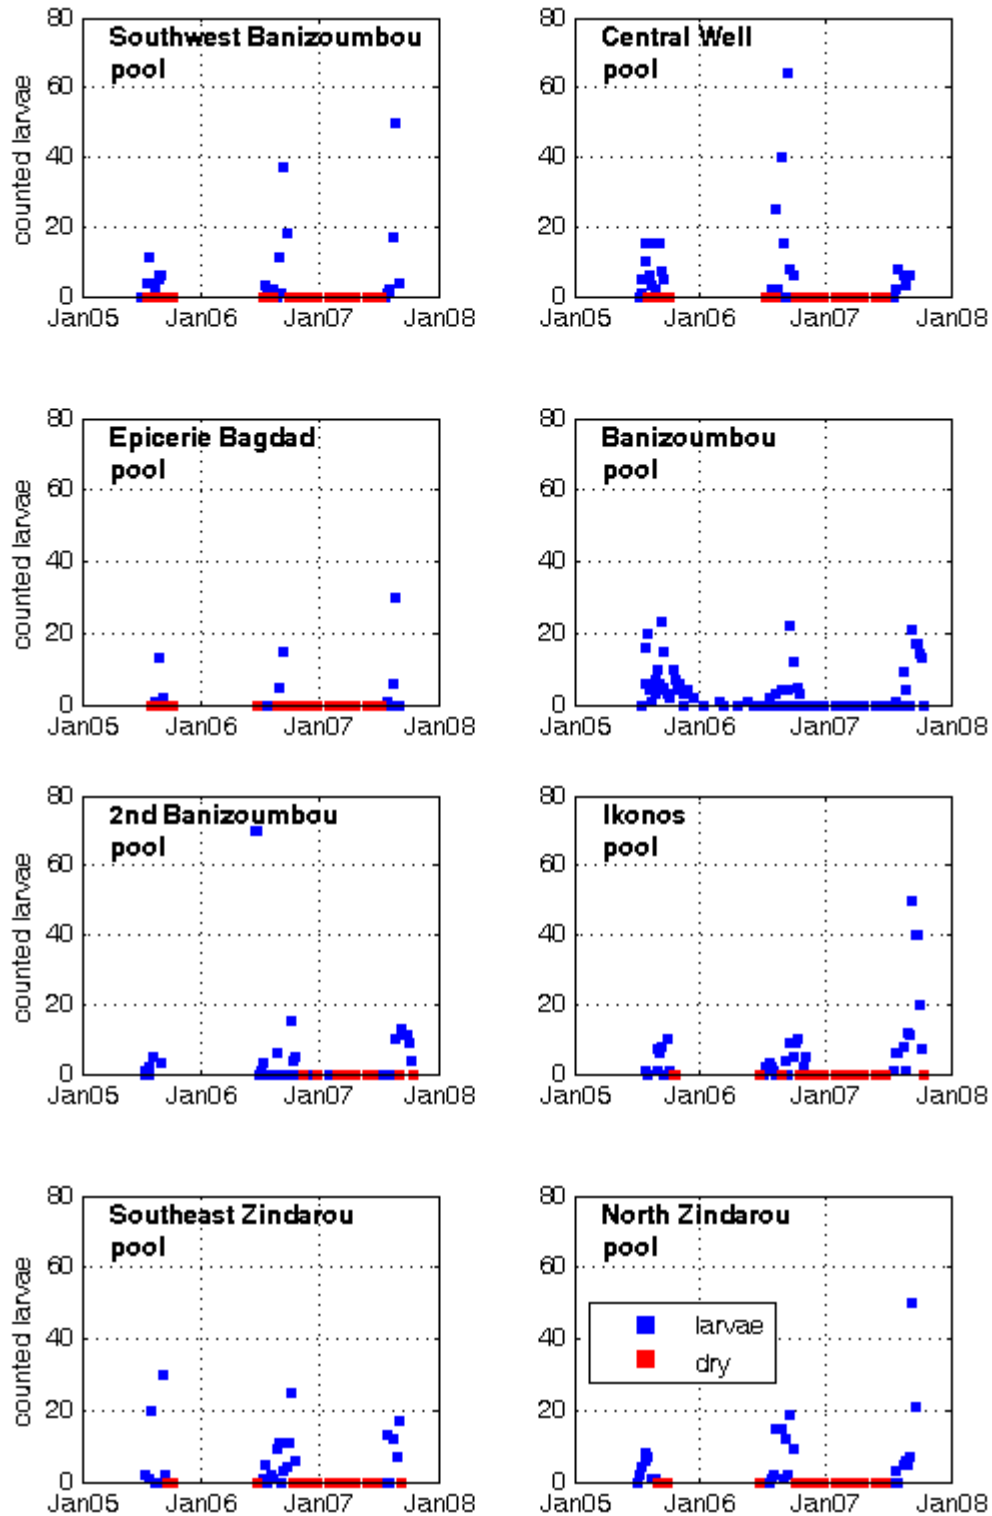 80
60
40
20
0
counted larvae
Southwest Banizoumbou
pool
Jan05 Jan06 Jan07 Jan08
80
60
40
20
0
Central Well
pool
Jan05 Jan06 Jan07 Jan08
80
60
40
20
0
counted larvae
Epicerie Bagdad
pool
Jan05 Jan06 Jan07 Jan08
80
60
40
20
0
Banizoumbou
pool
Jan05 Jan06 Jan07 Jan08
80
60
40
20
0
counted larvae
2nd Banizoumbou
pool
Jan05 Jan06 Jan07 Jan08
80
60
40
20
0
Ikonos
pool
Jan05 Jan06 Jan07 Jan08
80
60
40
20
0
counted larvae
Southeast Zindarou
pool
Jan05 Jan06 Jan07 Jan08
80
60
40
20
0
North Zindarou
pool
larvae
dry
Jan05 Jan06 Jan07 Jan08